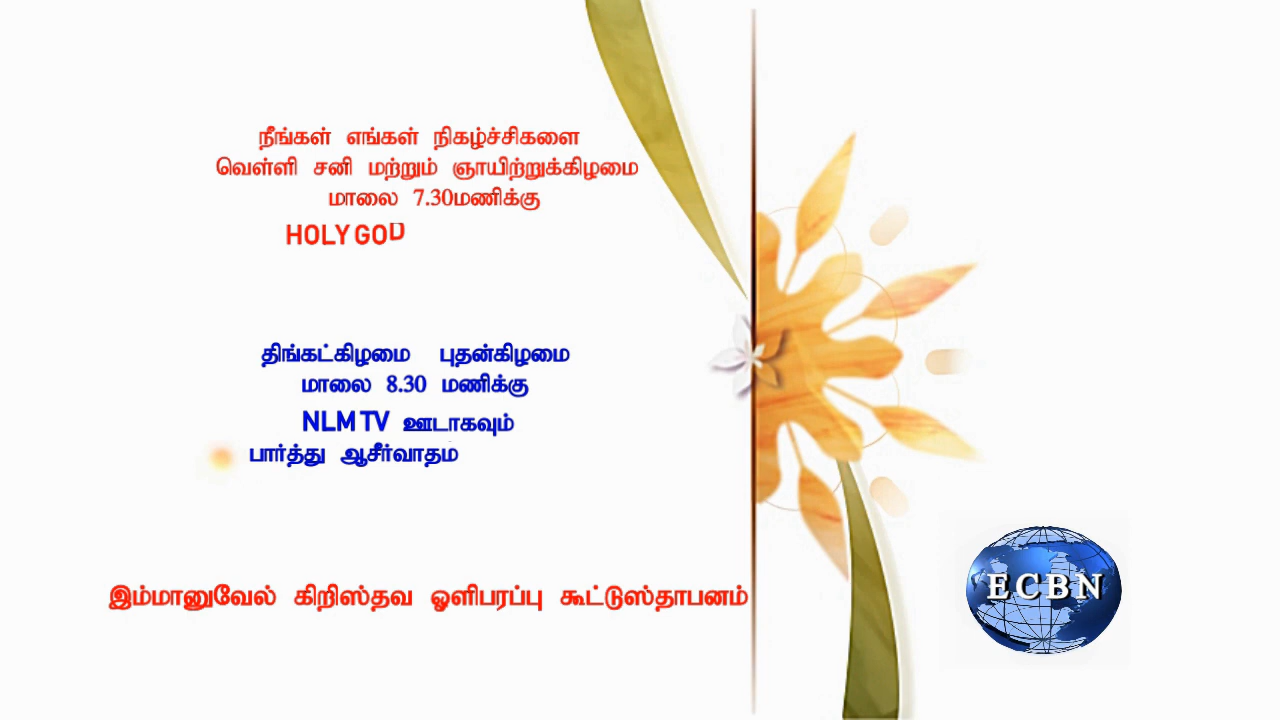 நீங்கள் எங்கள் நிகழ்ச்சிகளை
வெள்ளி சனி மற்றும் ஞாயிற்றுக்கிழமை
மாலை 7.30மணிக்கு
HOLY GOD
திங்கட்கிழமை புதன்கிழமை
மாலை 8.30 மணிக்கு
NLM TV ஊடாகவும்
பார்த்து ஆசீர்வாதம
இம்மானுவேல் கிறிஸ்தவ ஒளிபரப்பு கூட்டுஸ்தாபனம்
ECBN